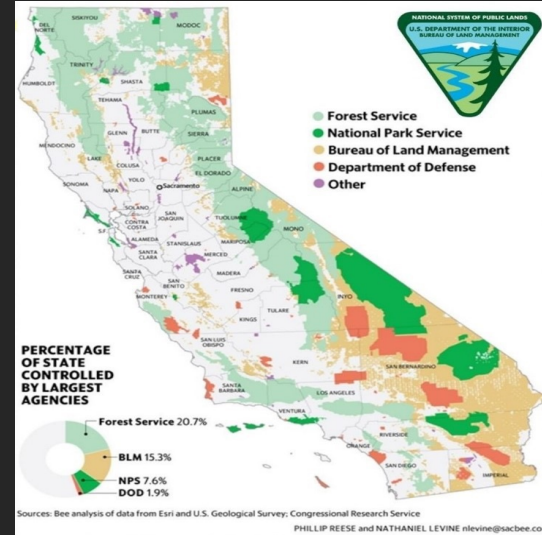 NATIONAL SYSTEM OF PUBLIC LANDS
U.S. DEPARTMENT OF THE INTERIOR
BUREAU OF LAND MANAGEMENT
Forest Service
National Park Service
Bureau of Land Management
Department of Defense
Other
DEL
NORTE
SISKIYOU
MODOC
HUMBOLDT
TRINITY
SHASTA
TEHAMA
PLUMAS
GLENN
BUTTE
SIERRA
MENDOCINO
LAKE
COLUSA
PLACER
YOLO
EL DORADO
SONOMA
NAPA
Sacramento
ALPINE
SOLANO
CONTRA
COSTA
SAN
JOAQUIN
TUOLUMNE
MONO
S.F.
ALAMEDA
STANISLAUS
MARIPOSA
SANTA
CLARA
MERCED
SANTA
CRUZ
SAN
BENITO
MADERA
MONTEREY
FRESNO
INYO
TULARE
KINGS
SAN LUIS
OBISPO
KERN
SAN BERNARDINO
SANTA
BARBARA
LOS ANGELES
VENTURA
ORANGE
RIVERSIDE
SAN DIEGO
IMPERIAL
PERCENTAGE
OF STATE
CONTROLLED
BY LARGEST
AGENCIES
Forest Service 20.7%
BLM 15.3%
NPS 7.6%
DOD 1.9%
Sources: Bee analysis of data from Esri and U.S. Geological Survey; Congressional Research Service
PHILLIP REESE and NATHANIEL LEVINE nlevine@sacbee.co